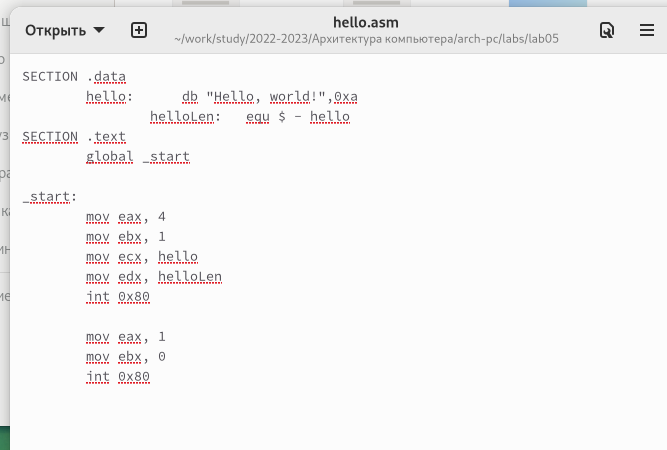 Открыть
hello.asm
~/work/study/2022-2023/Архитектура компьютера/arch-pc/labs/lab05
SECTION .data
hello: db "Hello, world!",0xa
helloLen: equ $ - hello
SECTION .text
global _start
_start:
mov eax, 4
mov ebx, 1
mov ecx, hello
mov edx, helloLen
int 0x80
mov eax, 1
mov ebx, 0
int 0x80